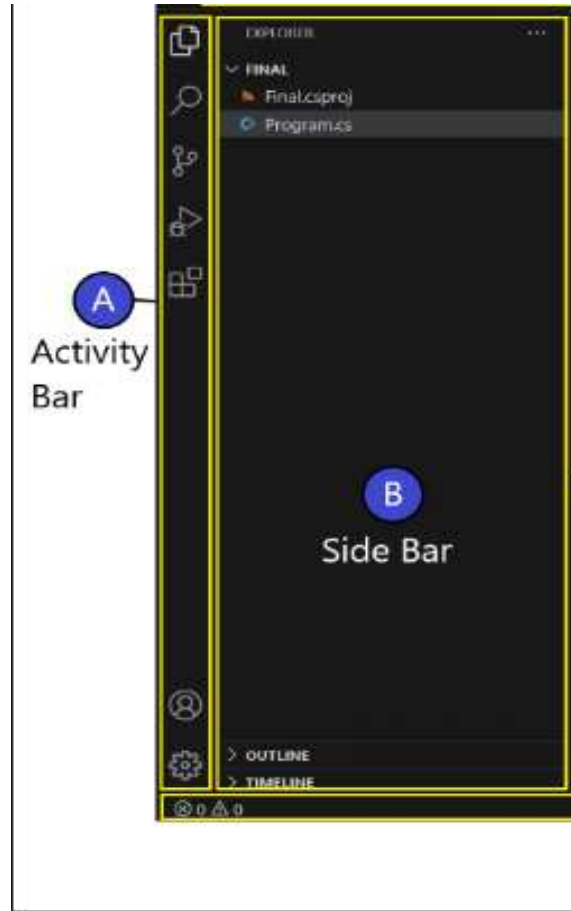 EXPLORER ...
FINAL
Final.csproj
Program.cs
A
Activity
Bar
B
Side Bar
OUTLINE
TIMELINE
0 0